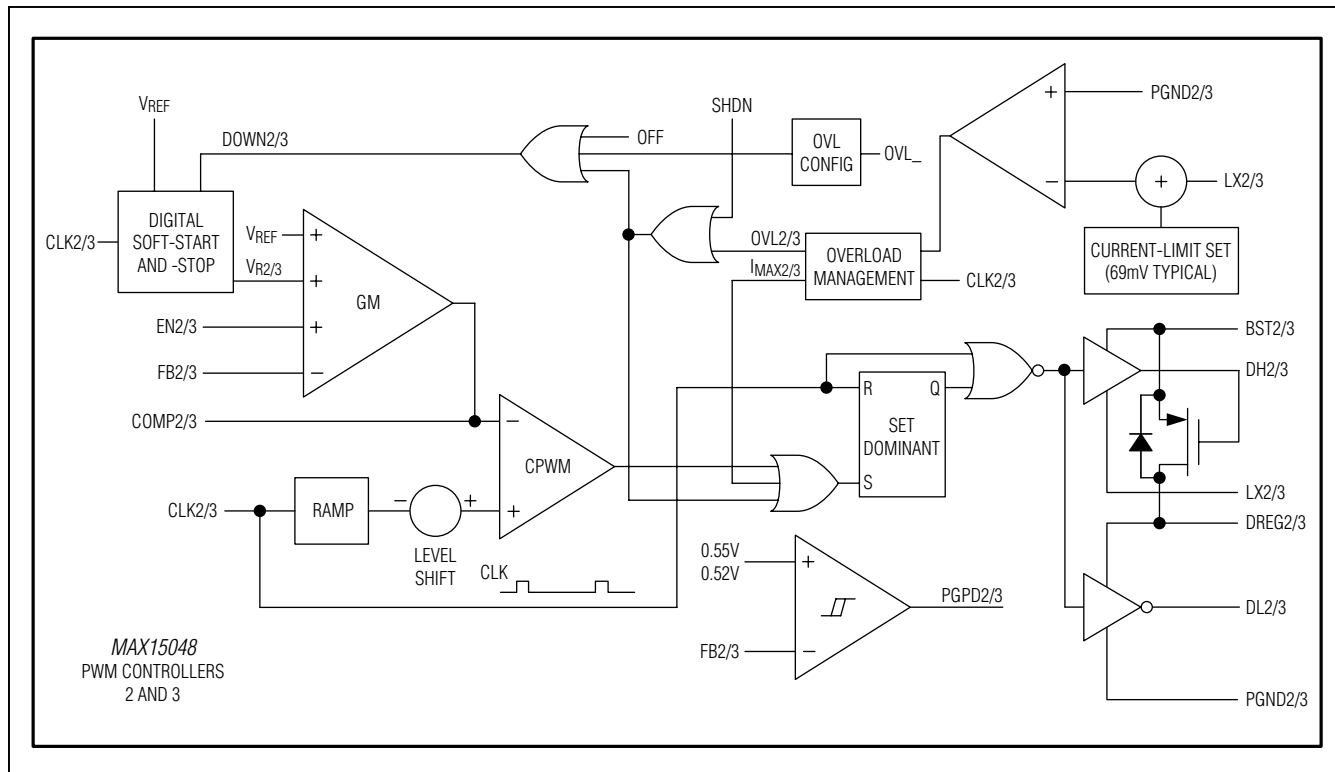 VREF
DOWN2/3
OFF
SHDN
OVL
CONFIG
OVL_
+
PGND2/3
−
+
LX2/3
CURRENT-LIMIT SET
(69mV TYPICAL)
CLK2/3
DIGITAL
SOFT-START
AND -STOP
VREF
+
VR2/3
+
GM
EN2/3
+
FB2/3
−
OVL2/3
IMAX2/3
OVERLOAD
MANAGEMENT
CLK2/3
COMP2/3
−
CPWM
+
CLK2/3
RAMP
−
+
LEVEL
SHIFT
CLK
R
Q
SET
DOMINANT
S
BST2/3
DH2/3
LX2/3
DREG2/3
DL2/3
PGND2/3
0.55V
0.52V
+
PGPD2/3
FB2/3
−
MAX15048
PWM CONTROLLERS
2 AND 3